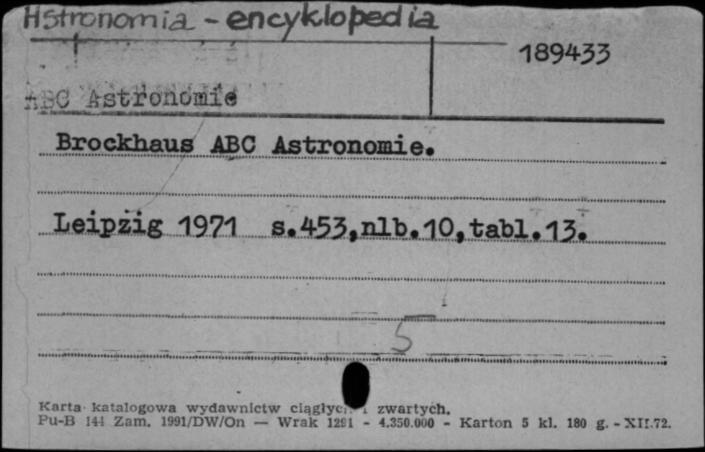 Astronomia - encyklopedia
189433
ABC Astronomie
Brockhaus ABC Astronomie.
Leipzig 1971 s.453,nlb.10,tabl.13.
5
Karta katalogowa wydawnictw ciągłych i zwartych.
Pu-B 144 Zam. 1991/DW/On — Wrak 1291 - 4.350.000 - Karton 5 kl. 180 g. - XII.72.